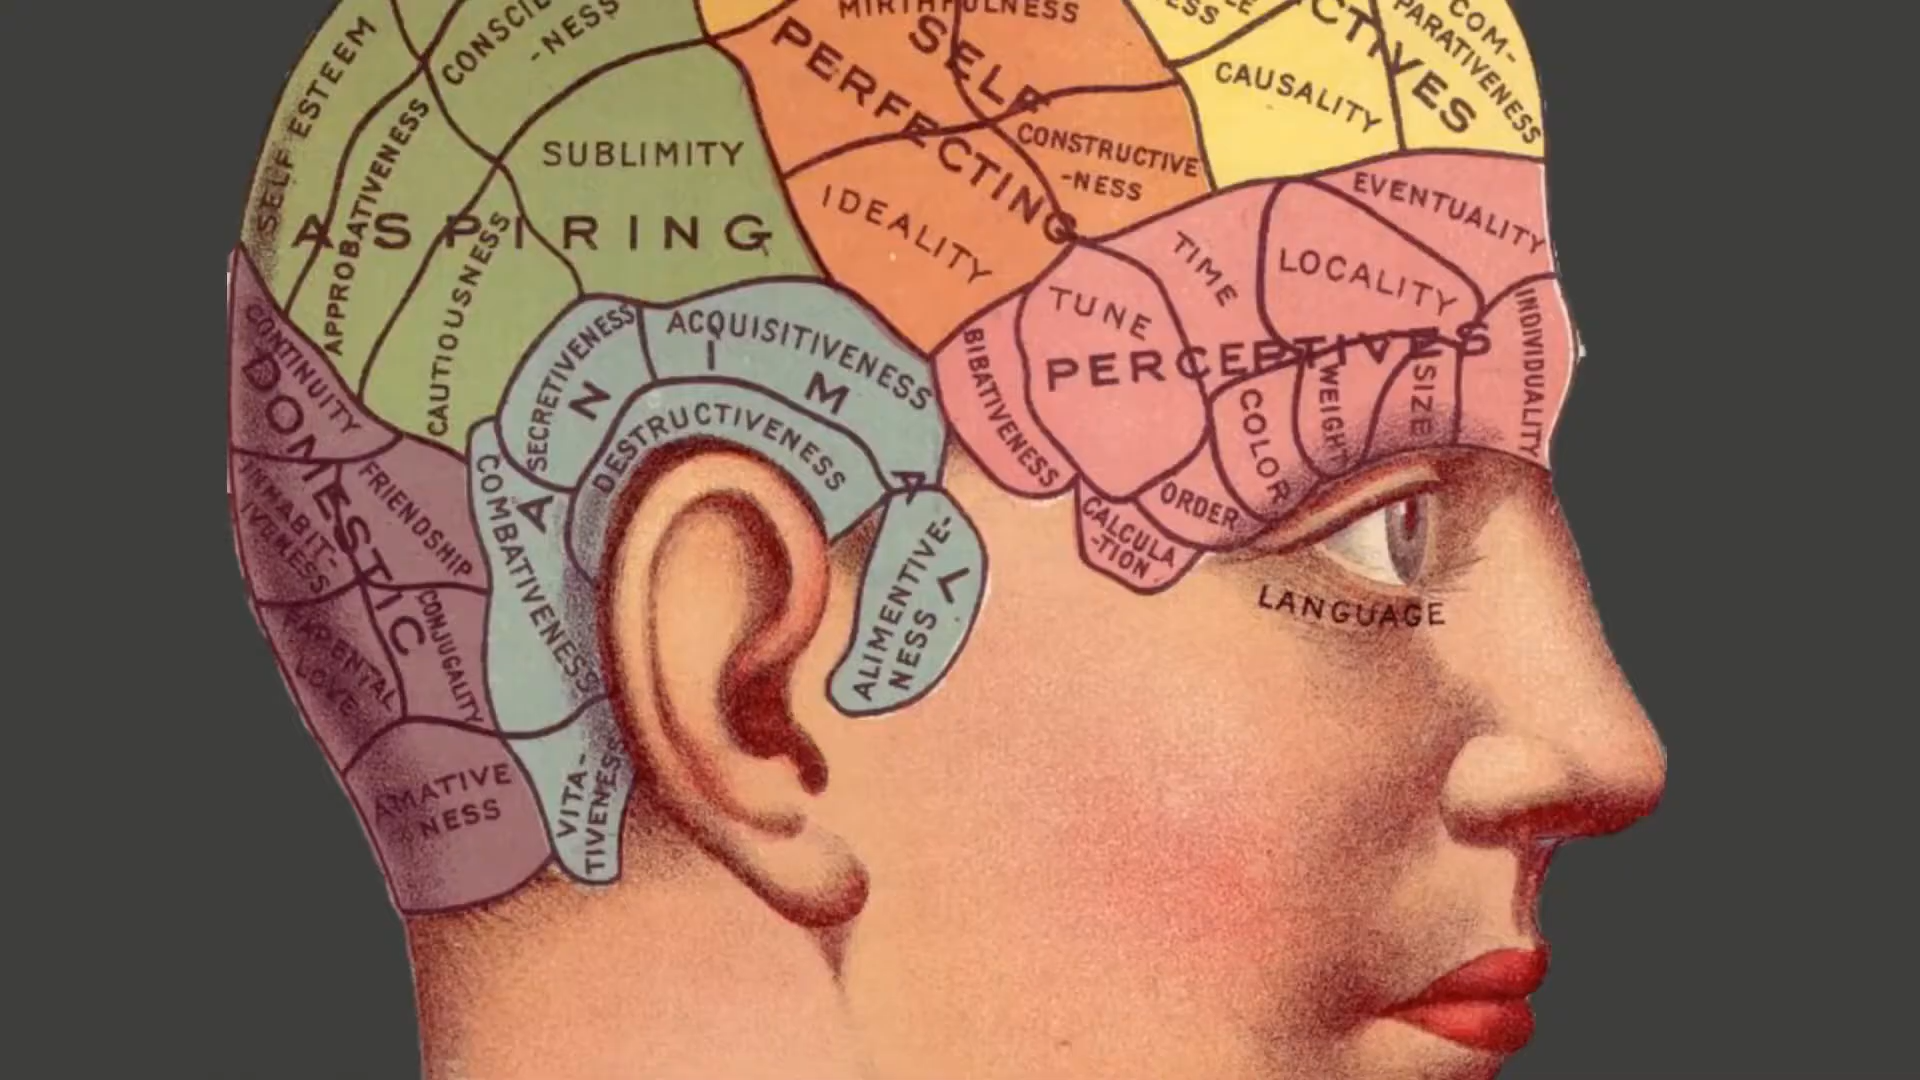 SELF ESTEEM
CONSCIE
-NESS
APPROBATIVENESS
SUBLIMITY
CAUTIOUSNESS
ASPIRING
MIRTHFULNESS
SELF
PERFECTING
CONSTRUCTIVE
-NESS
IDEALITY
ESS
CTIVES
CAUSALITY
COM-
PARATIVENESS
EVENTUALITY
TIME
LOCALITY
TUNE
INDIVIDUALITY
PERCEPTIVES
BIBATIVENESS
COLOR
WEIGHT
SIZE
ORDER
CALCULA
-TION
LANGUAGE
ACQUISITIVENESS
SECRETIVENESS
DESTRUCTIVENESS
ANIMAL
COMBATIVENESS
ALIMENTIVE-
NESS
VITA-
TIVENESS
CONTINUITY
DOMESTIC
FRIENDSHIP
INHABIT-
IVENESS
CONJUGALITY
PARENTAL
LOVE
AMATIVE
NESS